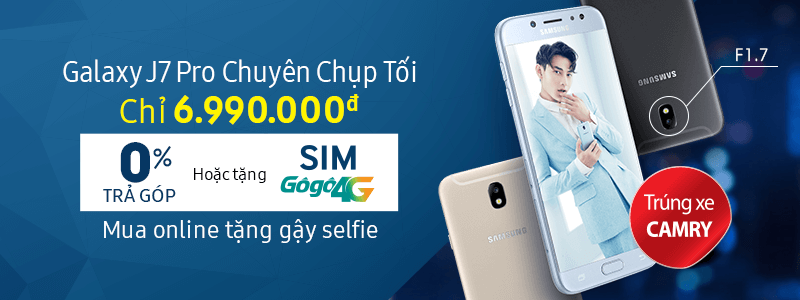 Galaxy J7 Pro Chuyên Chụp Tối
Chỉ 6.990.000đ
0%
TRẢ GÓP
Hoặc tặng
SIM
Gôgô4G
Mua online tặng gậy selfie
SAMSUNG
SAMSUNG
SAMSUNG
F1.7
Trúng xe
CAMRY